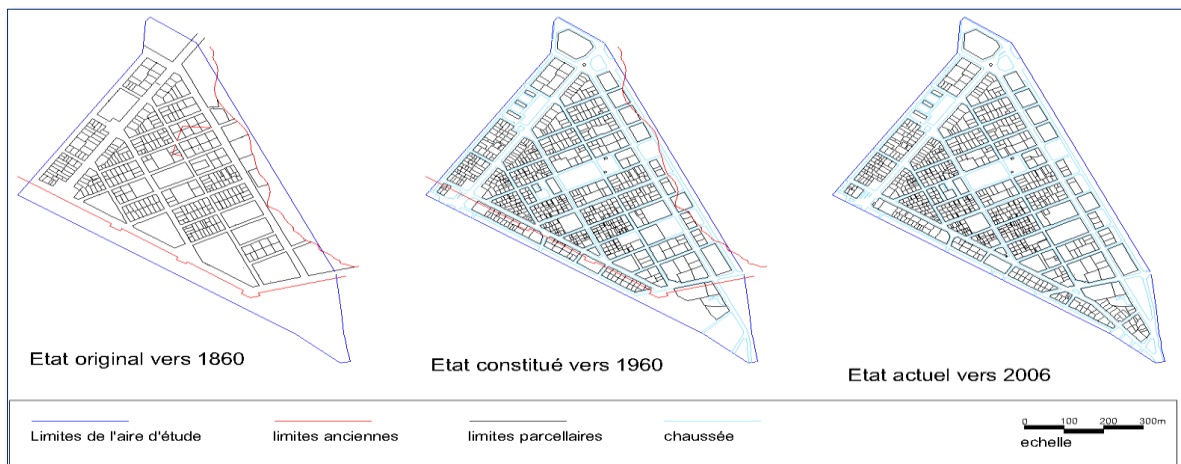 Etat original vers 1860
Etat constitué vers 1960
Etat actuel vers 2006
Limites de l'aire d'étude
limites anciennes
limites parcellaires
chaussée
0 100 200 300m
echelle